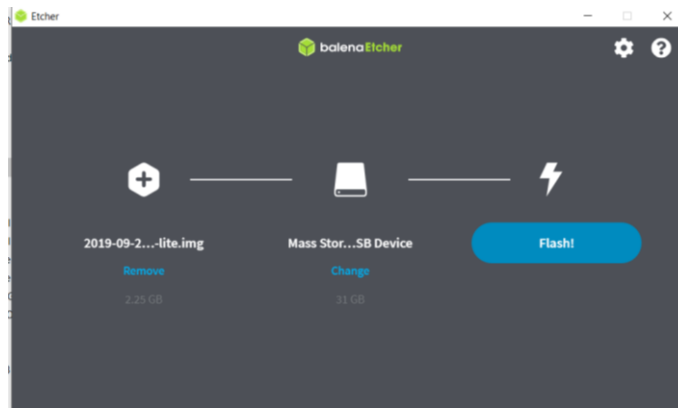 Etcher
balenaEtcher
2019-09-2...-lite.img
Mass Stor...SB Device
Flash!
Remove
Change
2.25 GB
31 GB